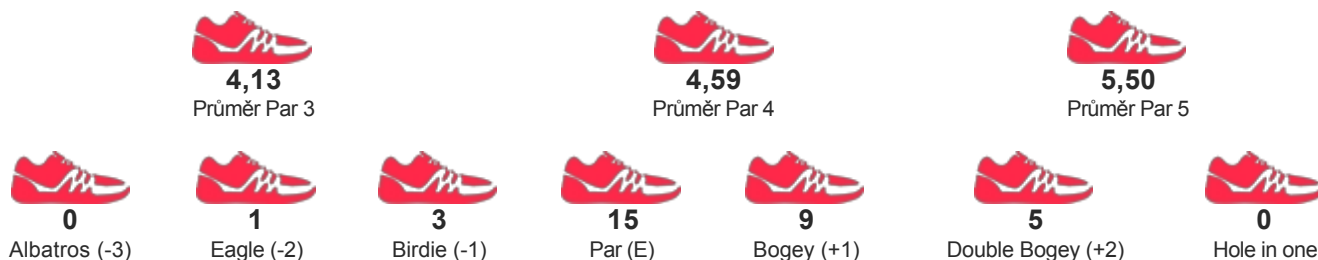 4,13
Průměr Par 3
4,59
Průměr Par 4
5,50
Průměr Par 5
0
Albatros (-3)
1
Eagle (-2)
3
Birdie (-1)
15
Par (E)
9
Bogey (+1)
5
Double Bogey (+2)
0
Hole in one